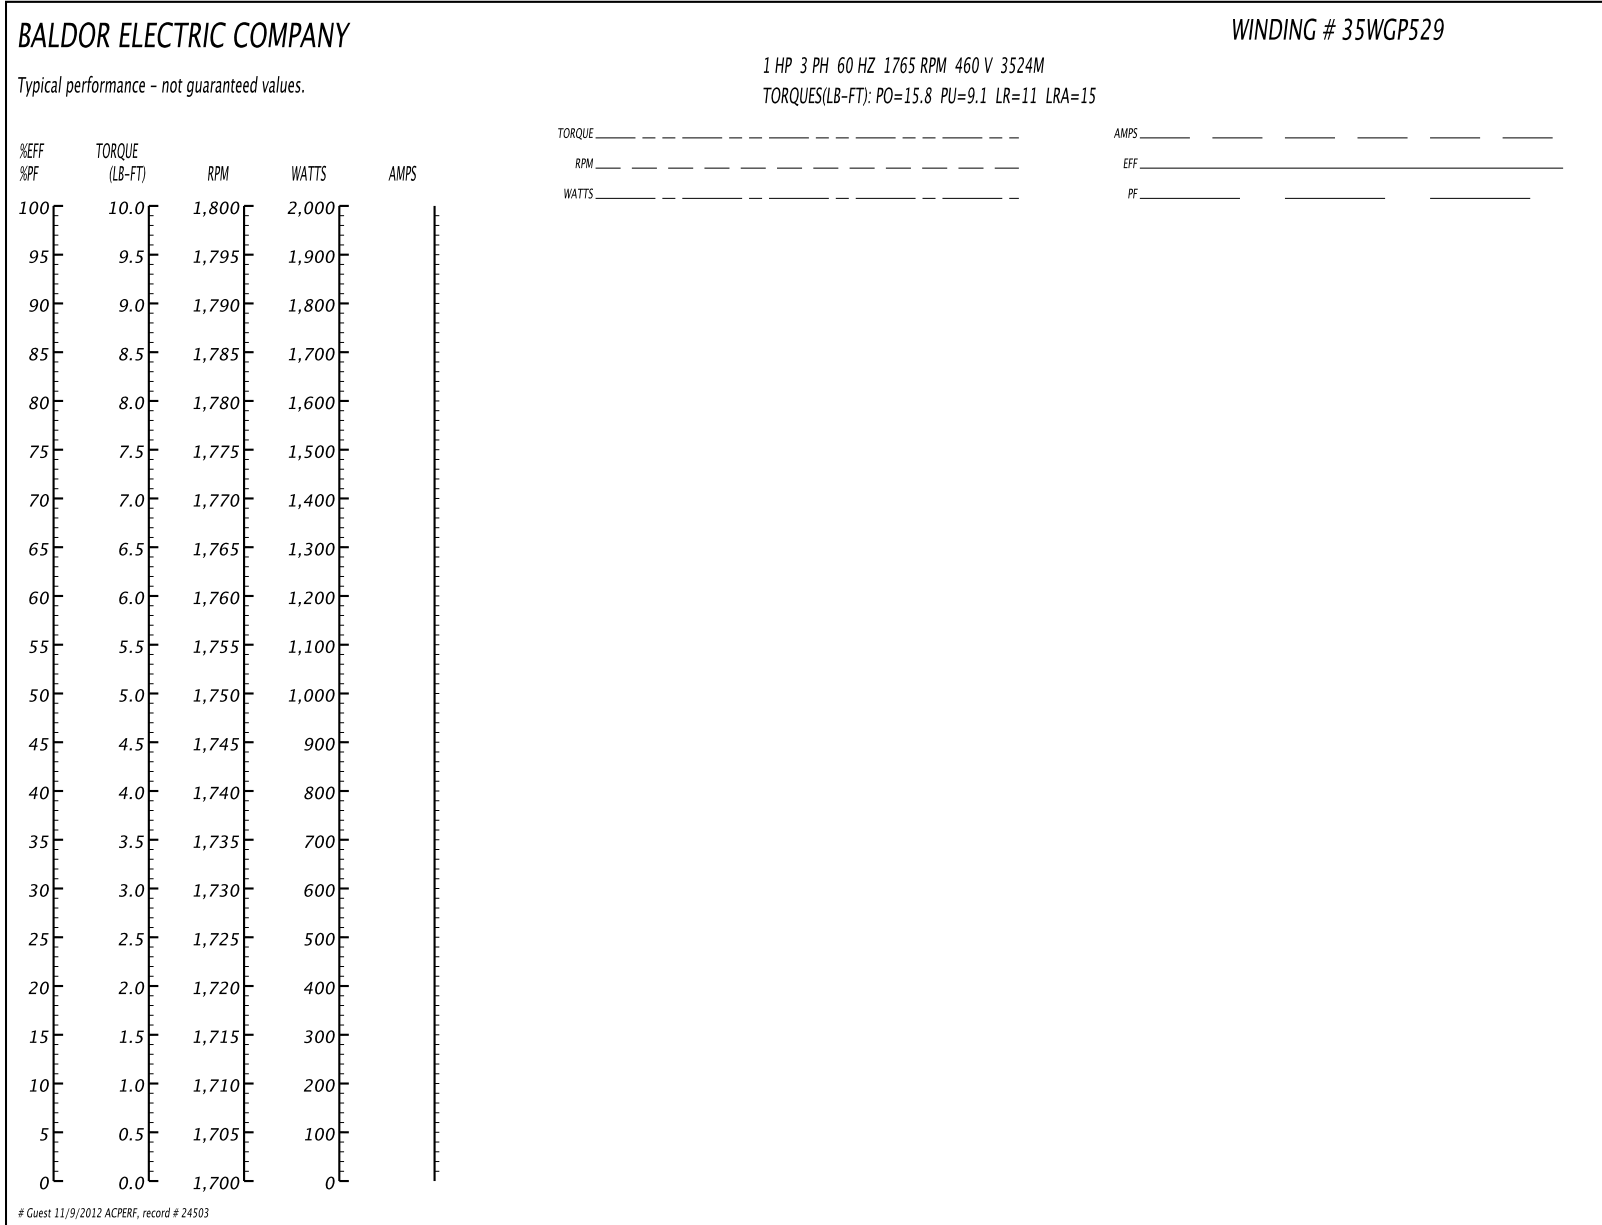 BALDOR ELECTRIC COMPANY
WINDING # 35WGP529
Typical performance - not guaranteed values.
1 HP 3 PH 60 HZ 1765 RPM 460 V 3524M
TORQUES(LB-FT): PO=15.8 PU=9.1 LR=11 LRA=15
TORQUE
AMPS
RPM
EFF
WATTS
PF
%EFF TORQUE
%PF (LB-FT) RPM WATTS AMPS
100 10.0 1,800 2,000
95 9.5 1,795 1,900
90 9.0 1,790 1,800
85 8.5 1,785 1,700
80 8.0 1,780 1,600
75 7.5 1,775 1,500
70 7.0 1,770 1,400
65 6.5 1,765 1,300
60 6.0 1,760 1,200
55 5.5 1,755 1,100
50 5.0 1,750 1,000
45 4.5 1,745 900
40 4.0 1,740 800
35 3.5 1,735 700
30 3.0 1,730 600
25 2.5 1,725 500
20 2.0 1,720 400
15 1.5 1,715 300
10 1.0 1,710 200
5 0.5 1,705 100
0 0.0 1,700 0
# Guest 11/9/2012 ACPERF, record # 24503